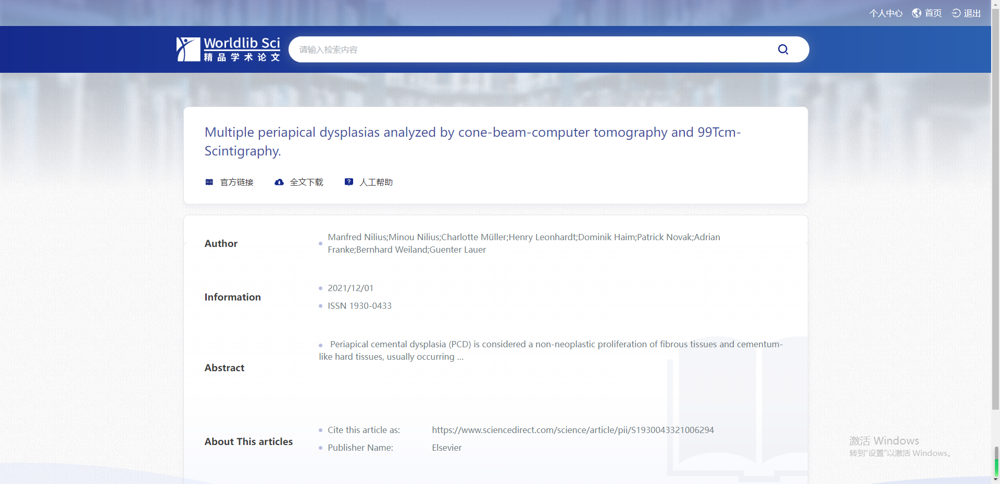 个人中心 首页 退出
Worldlib Sci
精品学术论文
请输入检索内容
Multiple periapical dysplasias analyzed by cone-beam-computer tomography and 99Tcm-
Scintigraphy.
官方链接 全文下载 人工帮助
Author
Manfred Nilius;Minou Nilius;Charlotte Müller;Henry Leonhardt;Dominik Haim;Patrick Novak;Adrian
Franke;Bernhard Weiland;Guenter Lauer
Information
2021/12/01
ISSN 1930-0433
Abstract
Periapical cemental dysplasia (PCD) is considered a non-neoplastic proliferation of fibrous tissues and cementum-
like hard tissues, usually occurring ...
About This articles
Cite this article as: https://www.sciencedirect.com/science/article/pii/S1930043321006294
Publisher Name: Elsevier
激活 Windows
转到"设置"以激活 Windows。